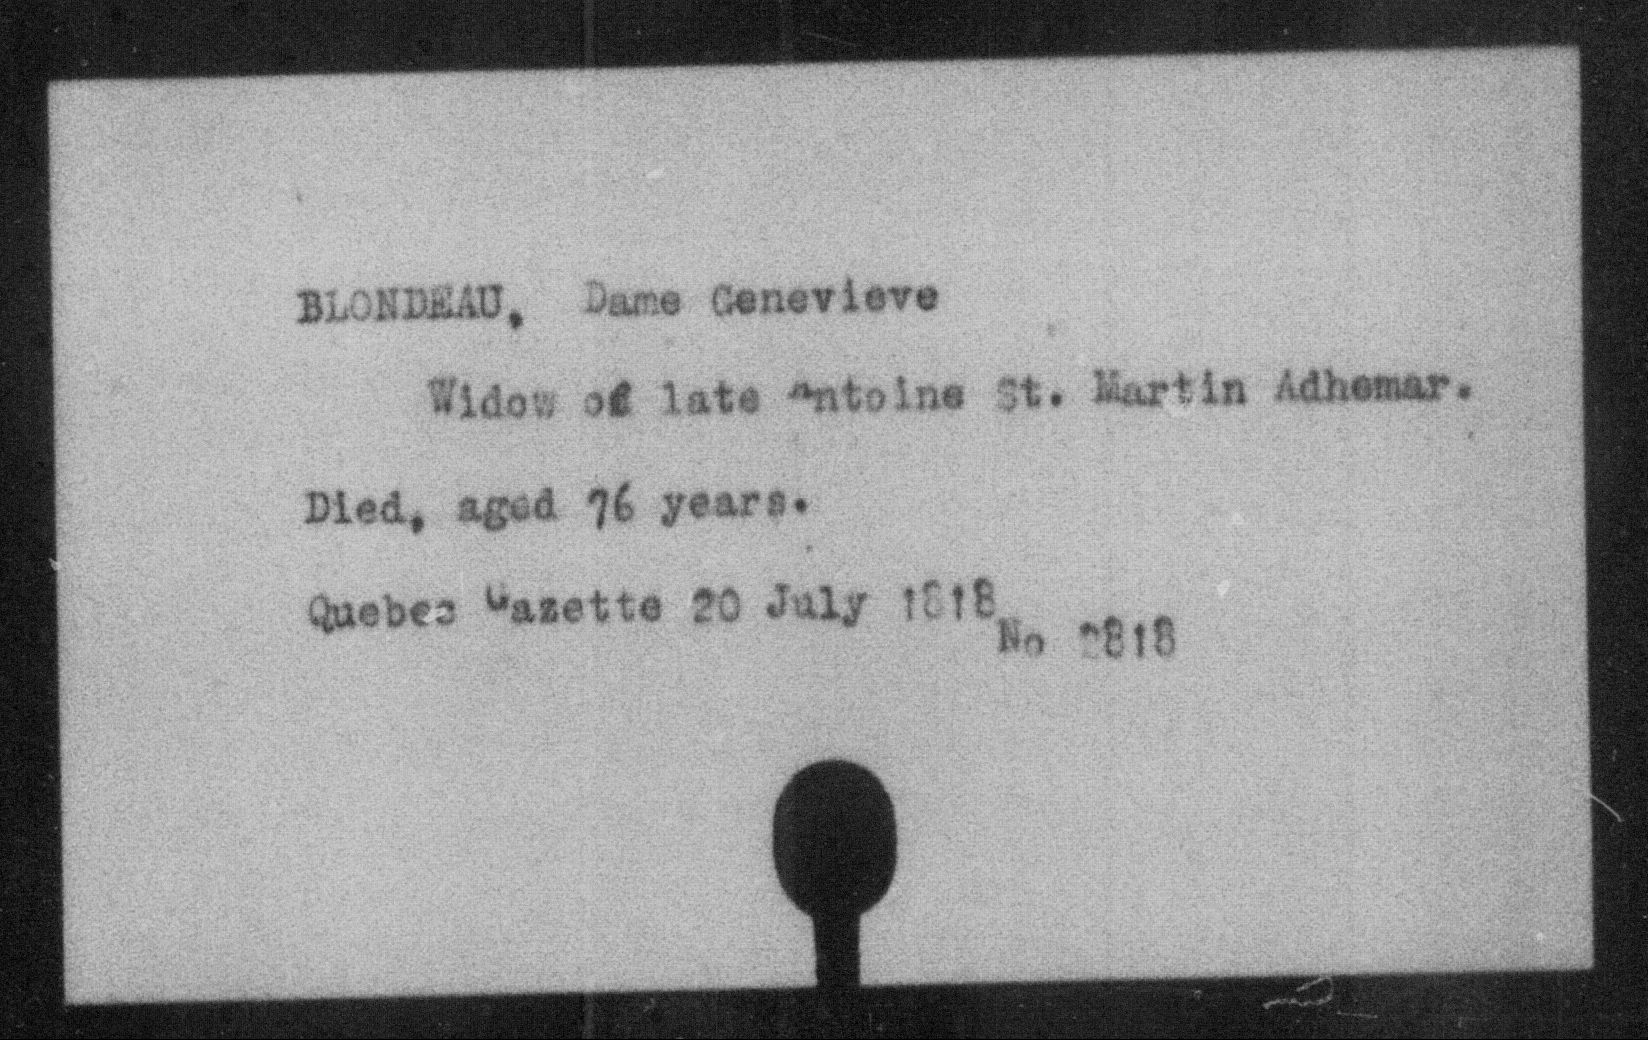 BLONDEAU, Dame Genevieve
Widow of late Antoine St. Martin Adhemar.
Died, aged 76 years.
Quebec Gazette 20 July 1818
No 2818